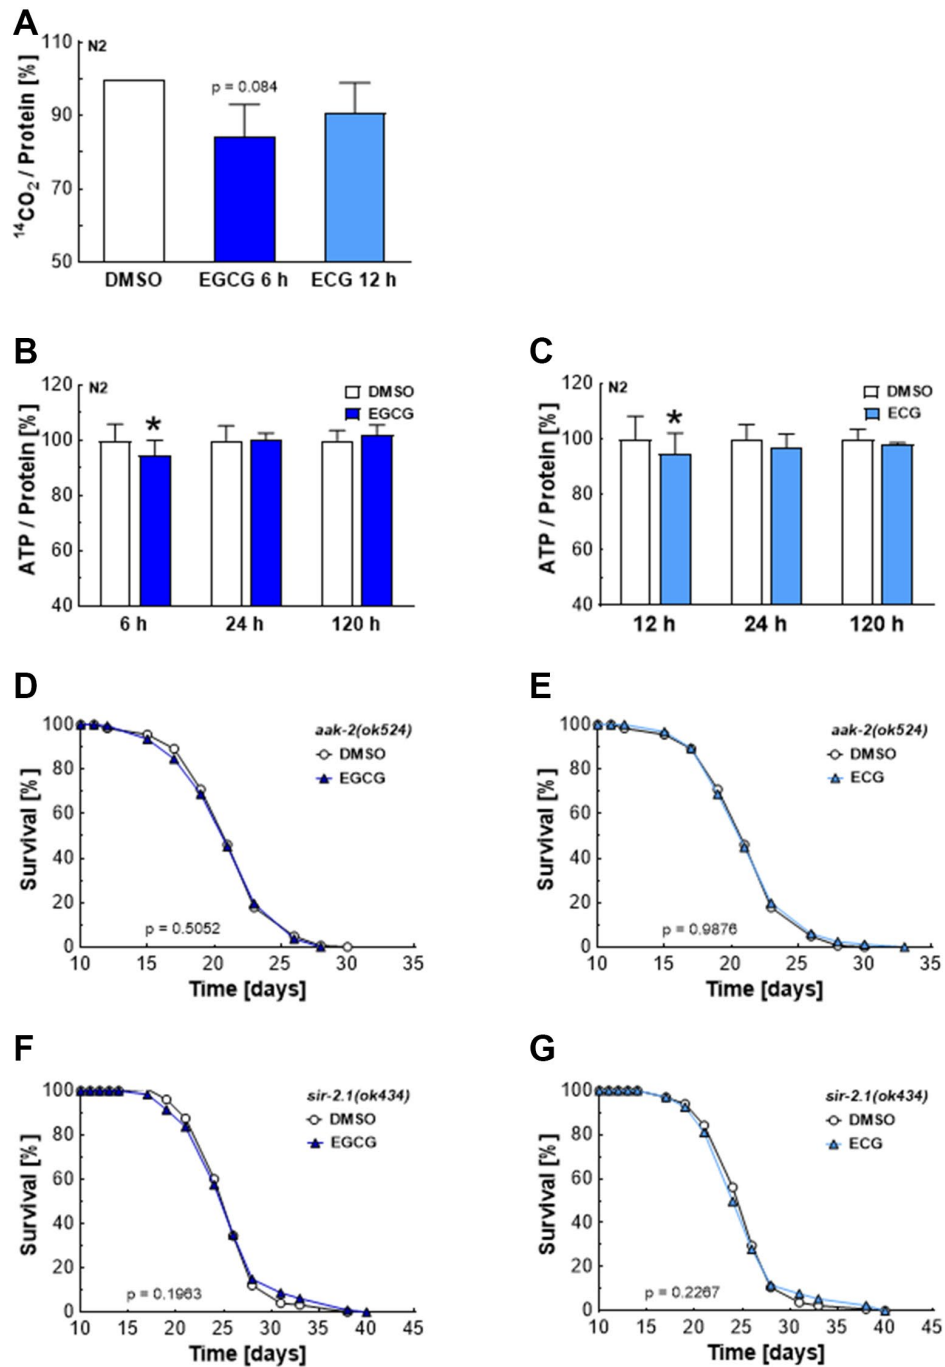 A
N2
110
90
70
50
¹⁴CO₂ / Protein [%]
p = 0.084
DMSO EGCG 6 h ECG 12 h
B
N2
120
100
80
60
40
ATP / Protein [%]
DMSO
EGCG
*
6 h 24 h 120 h
C
N2
120
100
80
60
40
ATP / Protein [%]
DMSO
ECG
*
12 h 24 h 120 h
D
100
80
60
40
20
0
Survival [%]
aak-2(ok524)
DMSO
EGCG
p = 0.5052
10 15 20 25 30 35
Time [days]
E
100
80
60
40
20
0
Survival [%]
aak-2(ok524)
DMSO
ECG
p = 0.9876
10 15 20 25 30 35
Time [days]
F
100
80
60
40
20
0
Survival [%]
sir-2.1(ok434)
DMSO
EGCG
p = 0.1963
10 15 20 25 30 35 40 45
Time [days]
G
100
80
60
40
20
0
Survival [%]
sir-2.1(ok434)
DMSO
ECG
p = 0.2267
10 15 20 25 30 35 40 45
Time [days]